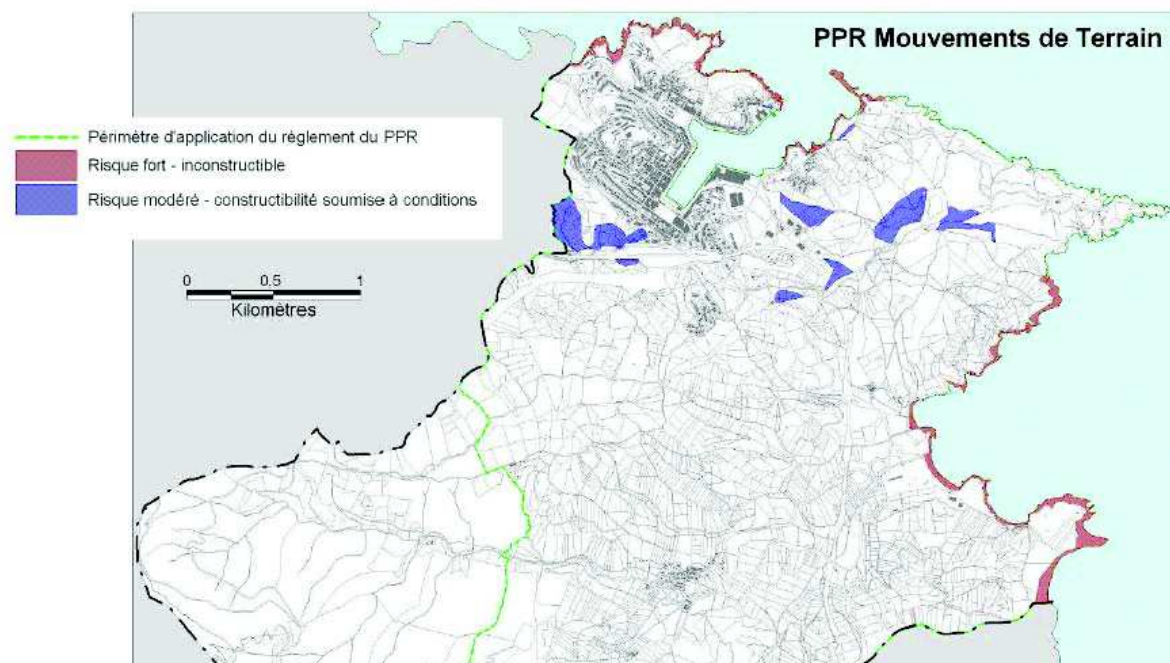 PPR Mouvements de Terrain
Périmètre d'application du règlement du PPR
Risque fort - inconstructible
Risque modéré - constructibilité soumise à conditions
0 0.5 1
Kilomètres